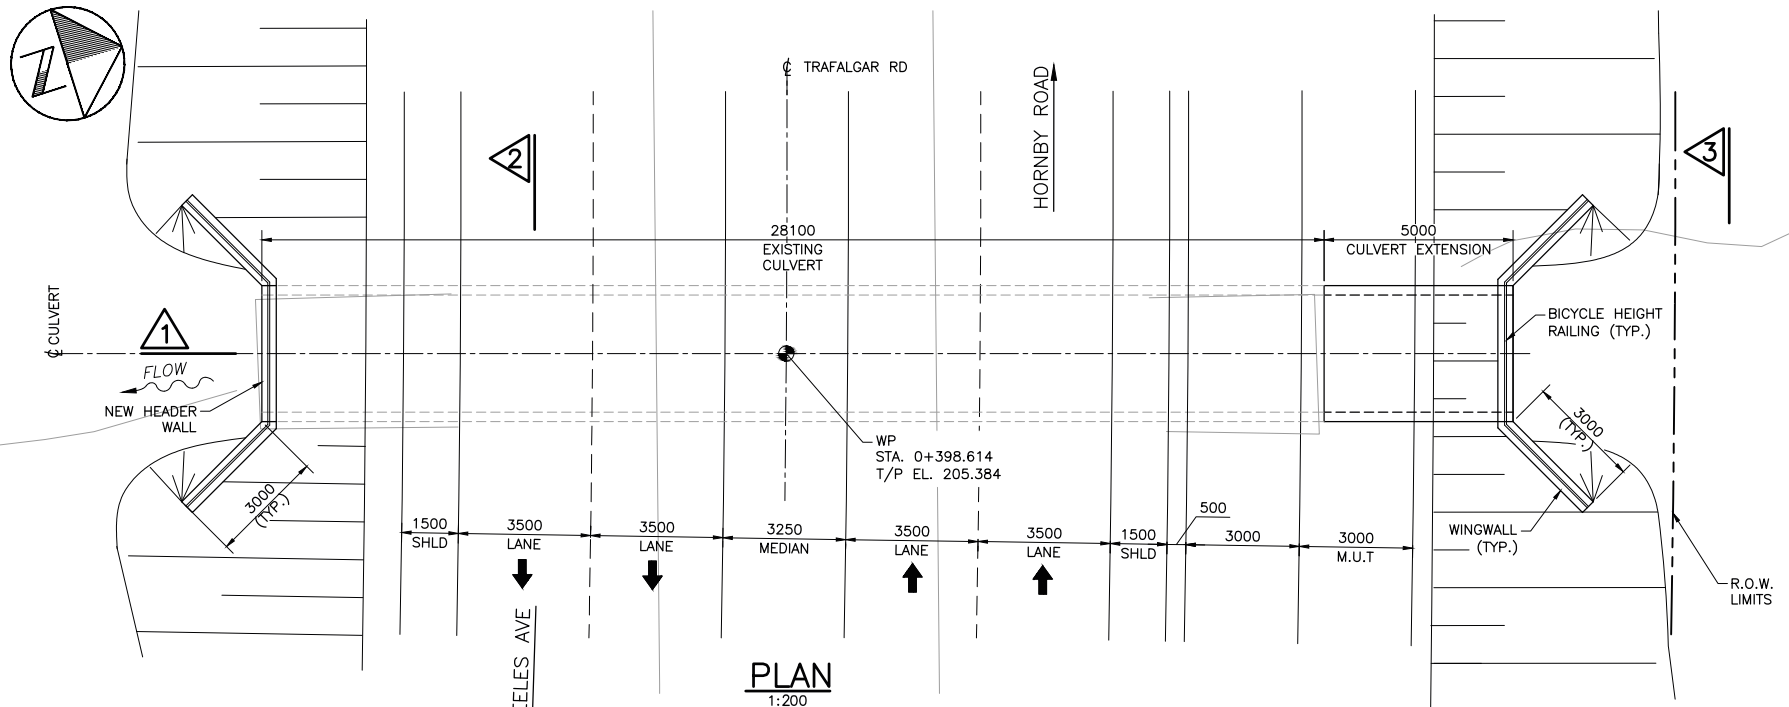 N
℄ TRAFALGAR RD
HORNBY ROAD
2
3
28100
EXISTING
CULVERT
5000
CULVERT EXTENSION
℄ CULVERT
1
FLOW
NEW HEADER
WALL
BICYCLE HEIGHT
RAILING (TYP.)
3000
(TYP.)
WP
STA. 0+398.614
T/P EL. 205.384
3000
(TYP.)
1500
SHLD
3500
LANE
3500
LANE
3250
MEDIAN
3500
LANE
3500
LANE
1500
SHLD
500
3000
3000
M.U.T
WINGWALL
(TYP.)
R.O.W.
LIMITS
EELES AVE
PLAN
1:200